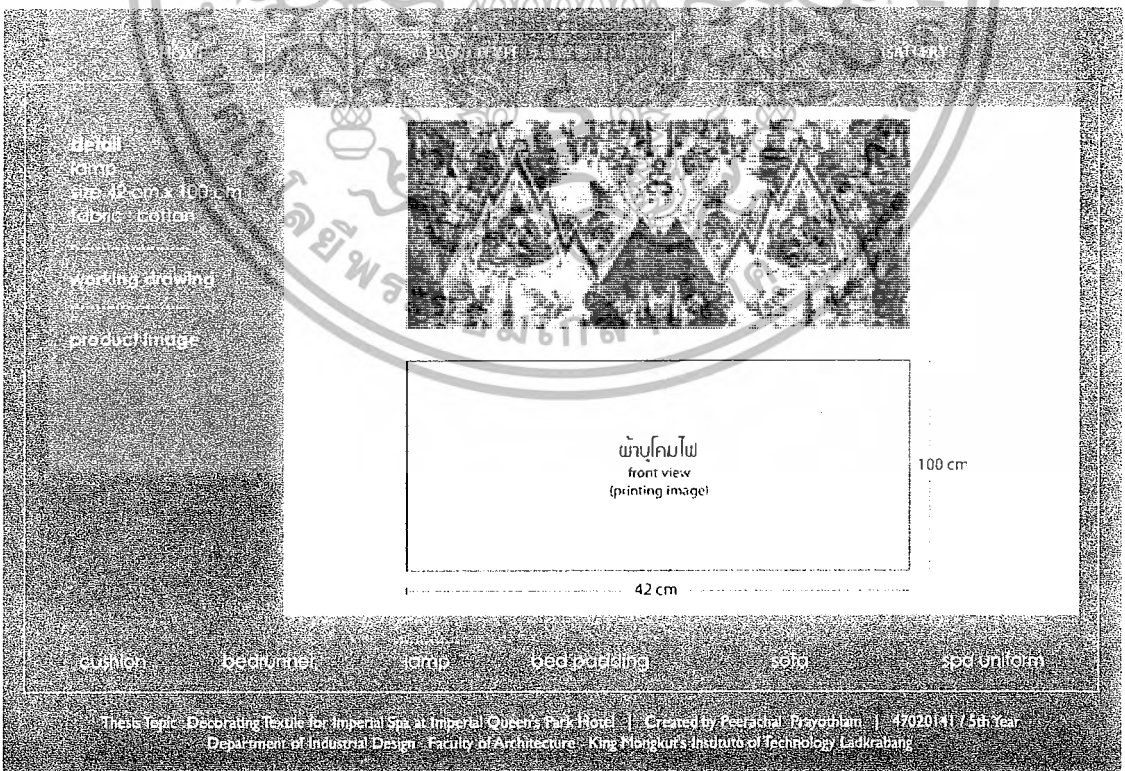 GALLERY
detail
lamp
size 42 cm x 100 cm
fabric : cotton
working drawing
product image
ผ้าบุโคมไฟ
front view
(printing image)
100 cm
42 cm
cushion bedrunner lamp bed padding sofa spa uniform
Thesis Topic : Decorating Textile for Imperial Spa at Imperial Queen's Park Hotel | Created by Peerachai Prayothlam | 47020141 / 5th Year
Department of Industrial Design - Faculty of Architecture - King Mongkut's Institute of Technology Ladkrabang